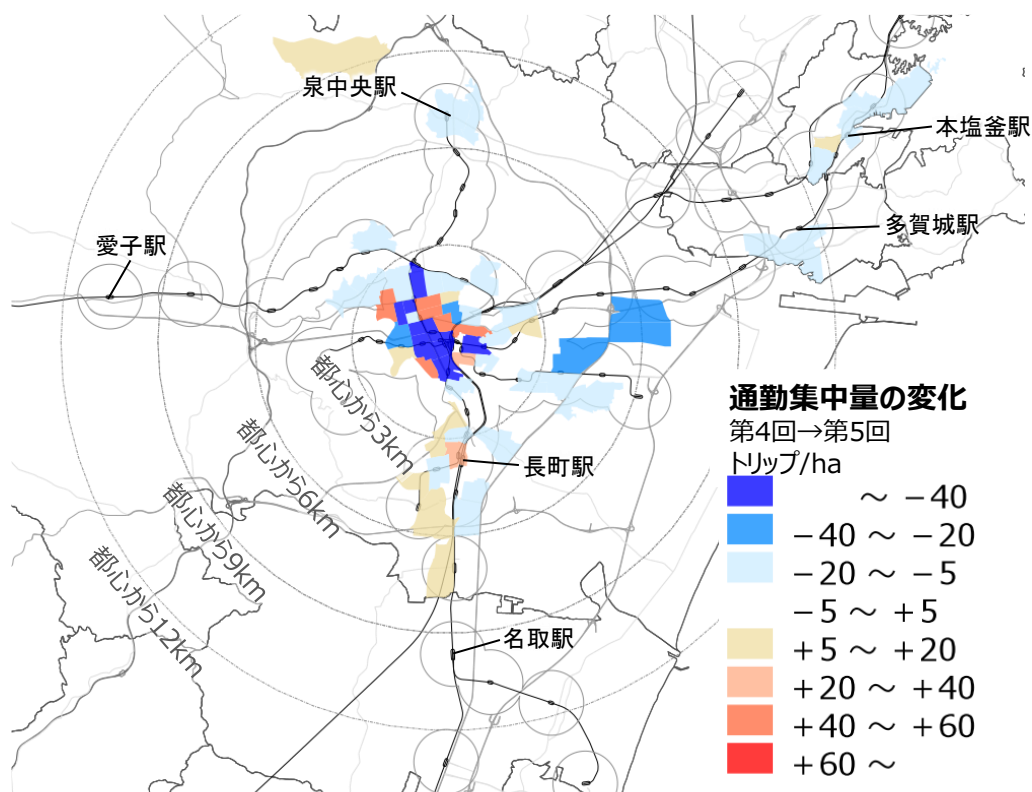 泉中央駅
本塩釜駅
多賀城駅
愛子駅
都心から3km
都心から6km
都心から9km
都心から12km
長町駅
名取駅
通勤集中量の変化
第4回→第5回
トリップ/ha
～ −40
−40 ～ −20
−20 ～ −5
−5 ～ +5
+5 ～ +20
+20 ～ +40
+40 ～ +60
+60 ～